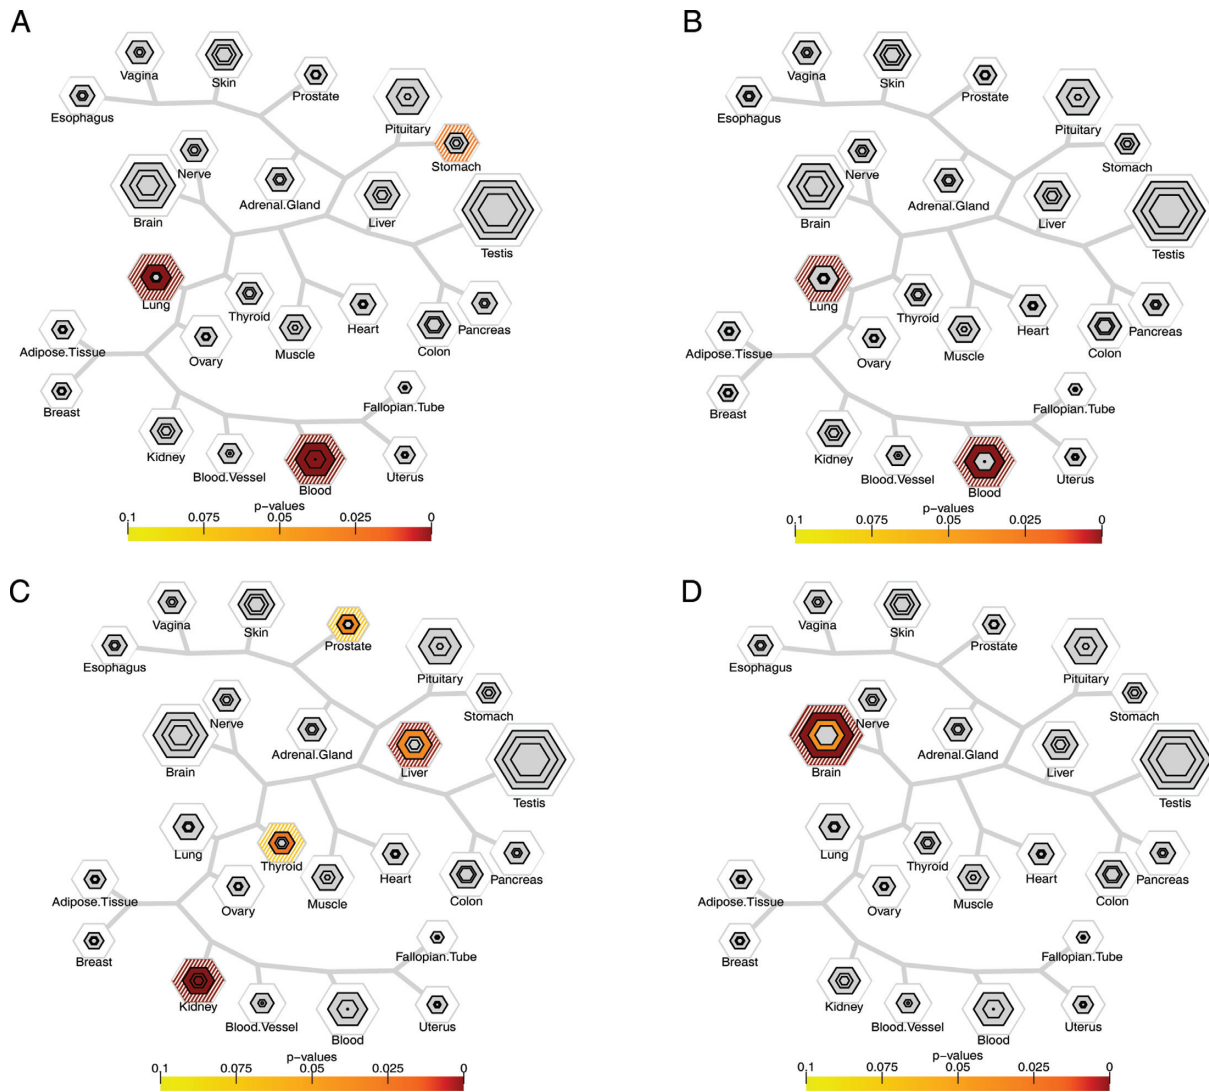 A
Vagina
Skin
Prostate
Esophagus
Pituitary
Stomach
Nerve
Brain
Adrenal.Gland
Liver
Testis
Lung
Thyroid
Heart
Pancreas
Muscle
Colon
Adipose.Tissue
Ovary
Breast
Fallopian.Tube
Kidney
Blood.Vessel
Blood
Uterus
p-values
0.1 0.075 0.05 0.025 0
B
Vagina
Skin
Prostate
Esophagus
Pituitary
Stomach
Nerve
Brain
Adrenal.Gland
Liver
Testis
Lung
Thyroid
Heart
Pancreas
Muscle
Colon
Adipose.Tissue
Ovary
Breast
Fallopian.Tube
Kidney
Blood.Vessel
Blood
Uterus
p-values
0.1 0.075 0.05 0.025 0
C
Vagina
Skin
Prostate
Esophagus
Pituitary
Stomach
Nerve
Brain
Adrenal.Gland
Liver
Testis
Lung
Thyroid
Heart
Pancreas
Muscle
Colon
Adipose.Tissue
Ovary
Breast
Fallopian.Tube
Kidney
Blood.Vessel
Blood
Uterus
p-values
0.1 0.075 0.05 0.025 0
D
Vagina
Skin
Prostate
Esophagus
Pituitary
Stomach
Nerve
Brain
Adrenal.Gland
Liver
Testis
Lung
Thyroid
Heart
Pancreas
Muscle
Colon
Adipose.Tissue
Ovary
Breast
Fallopian.Tube
Kidney
Blood.Vessel
Blood
Uterus
p-values
0.1 0.075 0.05 0.025 0